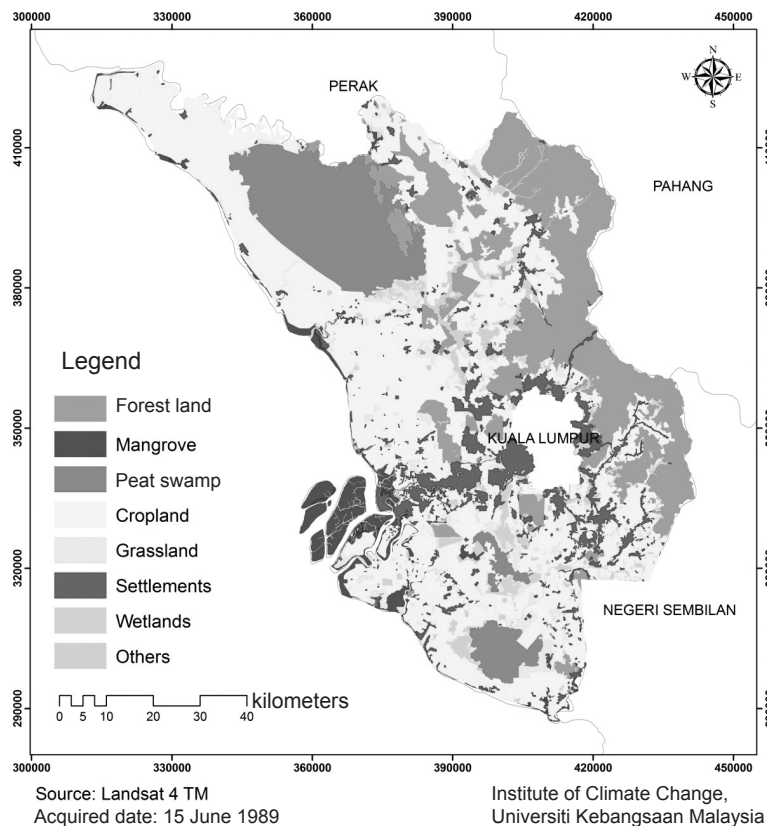 300000 330000 360000 390000 420000 450000
N
W E
S
PERAK
410000
PAHANG
380000
Legend
Forest land
Mangrove
Peat swamp
Cropland
Grassland
Settlements
Wetlands
Others
350000
KUALA LUMPUR
320000
NEGERI SEMBILAN
kilometers
0 5 10 20 30 40
290000
300000 330000 360000 390000 420000 450000
Source: Landsat 4 TM
Acquired date: 15 June 1989
Institute of Climate Change,
Universiti Kebangsaan Malaysia